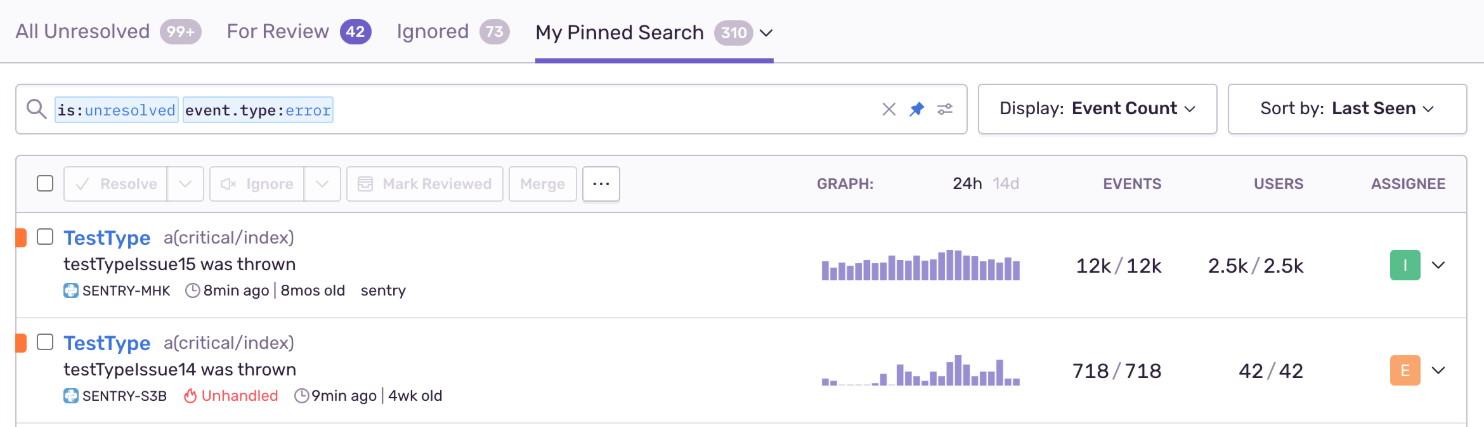 All Unresolved 99+ For Review 42 Ignored 73 My Pinned Search 310
is:unresolved event.type:error Display: Event Count Sort by: Last Seen
Resolve Ignore Mark Reviewed Merge ... GRAPH: 24h 14d EVENTS USERS ASSIGNEE
TestType a(critical/index)
testTypeIssue15 was thrown 12k/12k 2.5k/2.5k I
SENTRY-MHK 8min ago | 8mos old sentry
TestType a(critical/index)
testTypeIssue14 was thrown 718/718 42/42 E
SENTRY-S3B Unhandled 9min ago | 4wk old